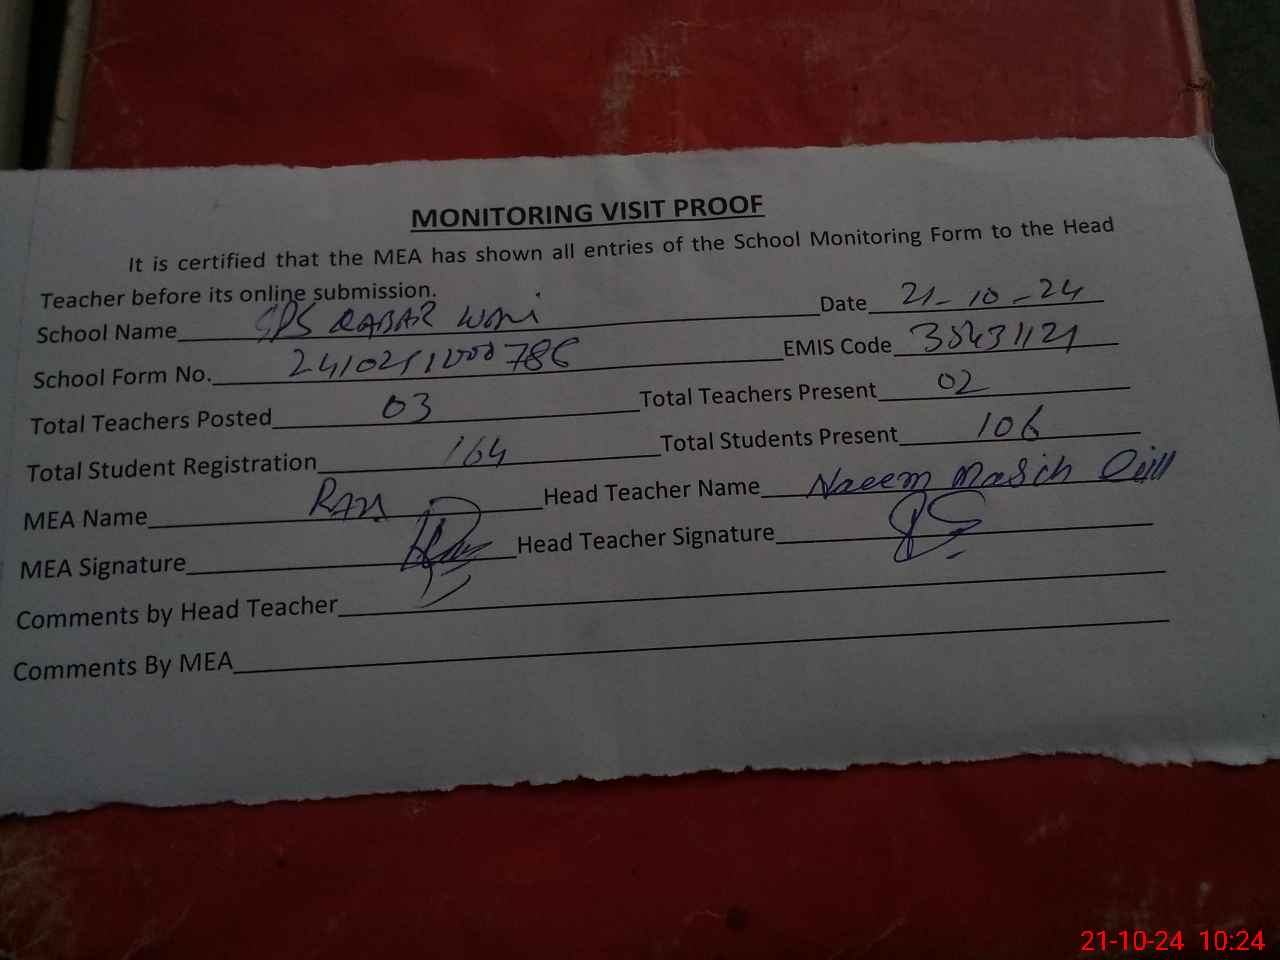 MONITORING VISIT PROOF
It is certified that the MEA has shown all entries of the School Monitoring Form to the Head
Teacher before its online submission.
School Name GPS RABAR WALI Date 21-10-24
School Form No. EMIS Code
Total Teachers Posted 03 Total Teachers Present 02
Total Student Registration 164 Total Students Present 106
MEA Name Head Teacher Name Naeem Masih Gill
MEA Signature Head Teacher Signature
Comments by Head Teacher
Comments By MEA
21-10-24 10:24